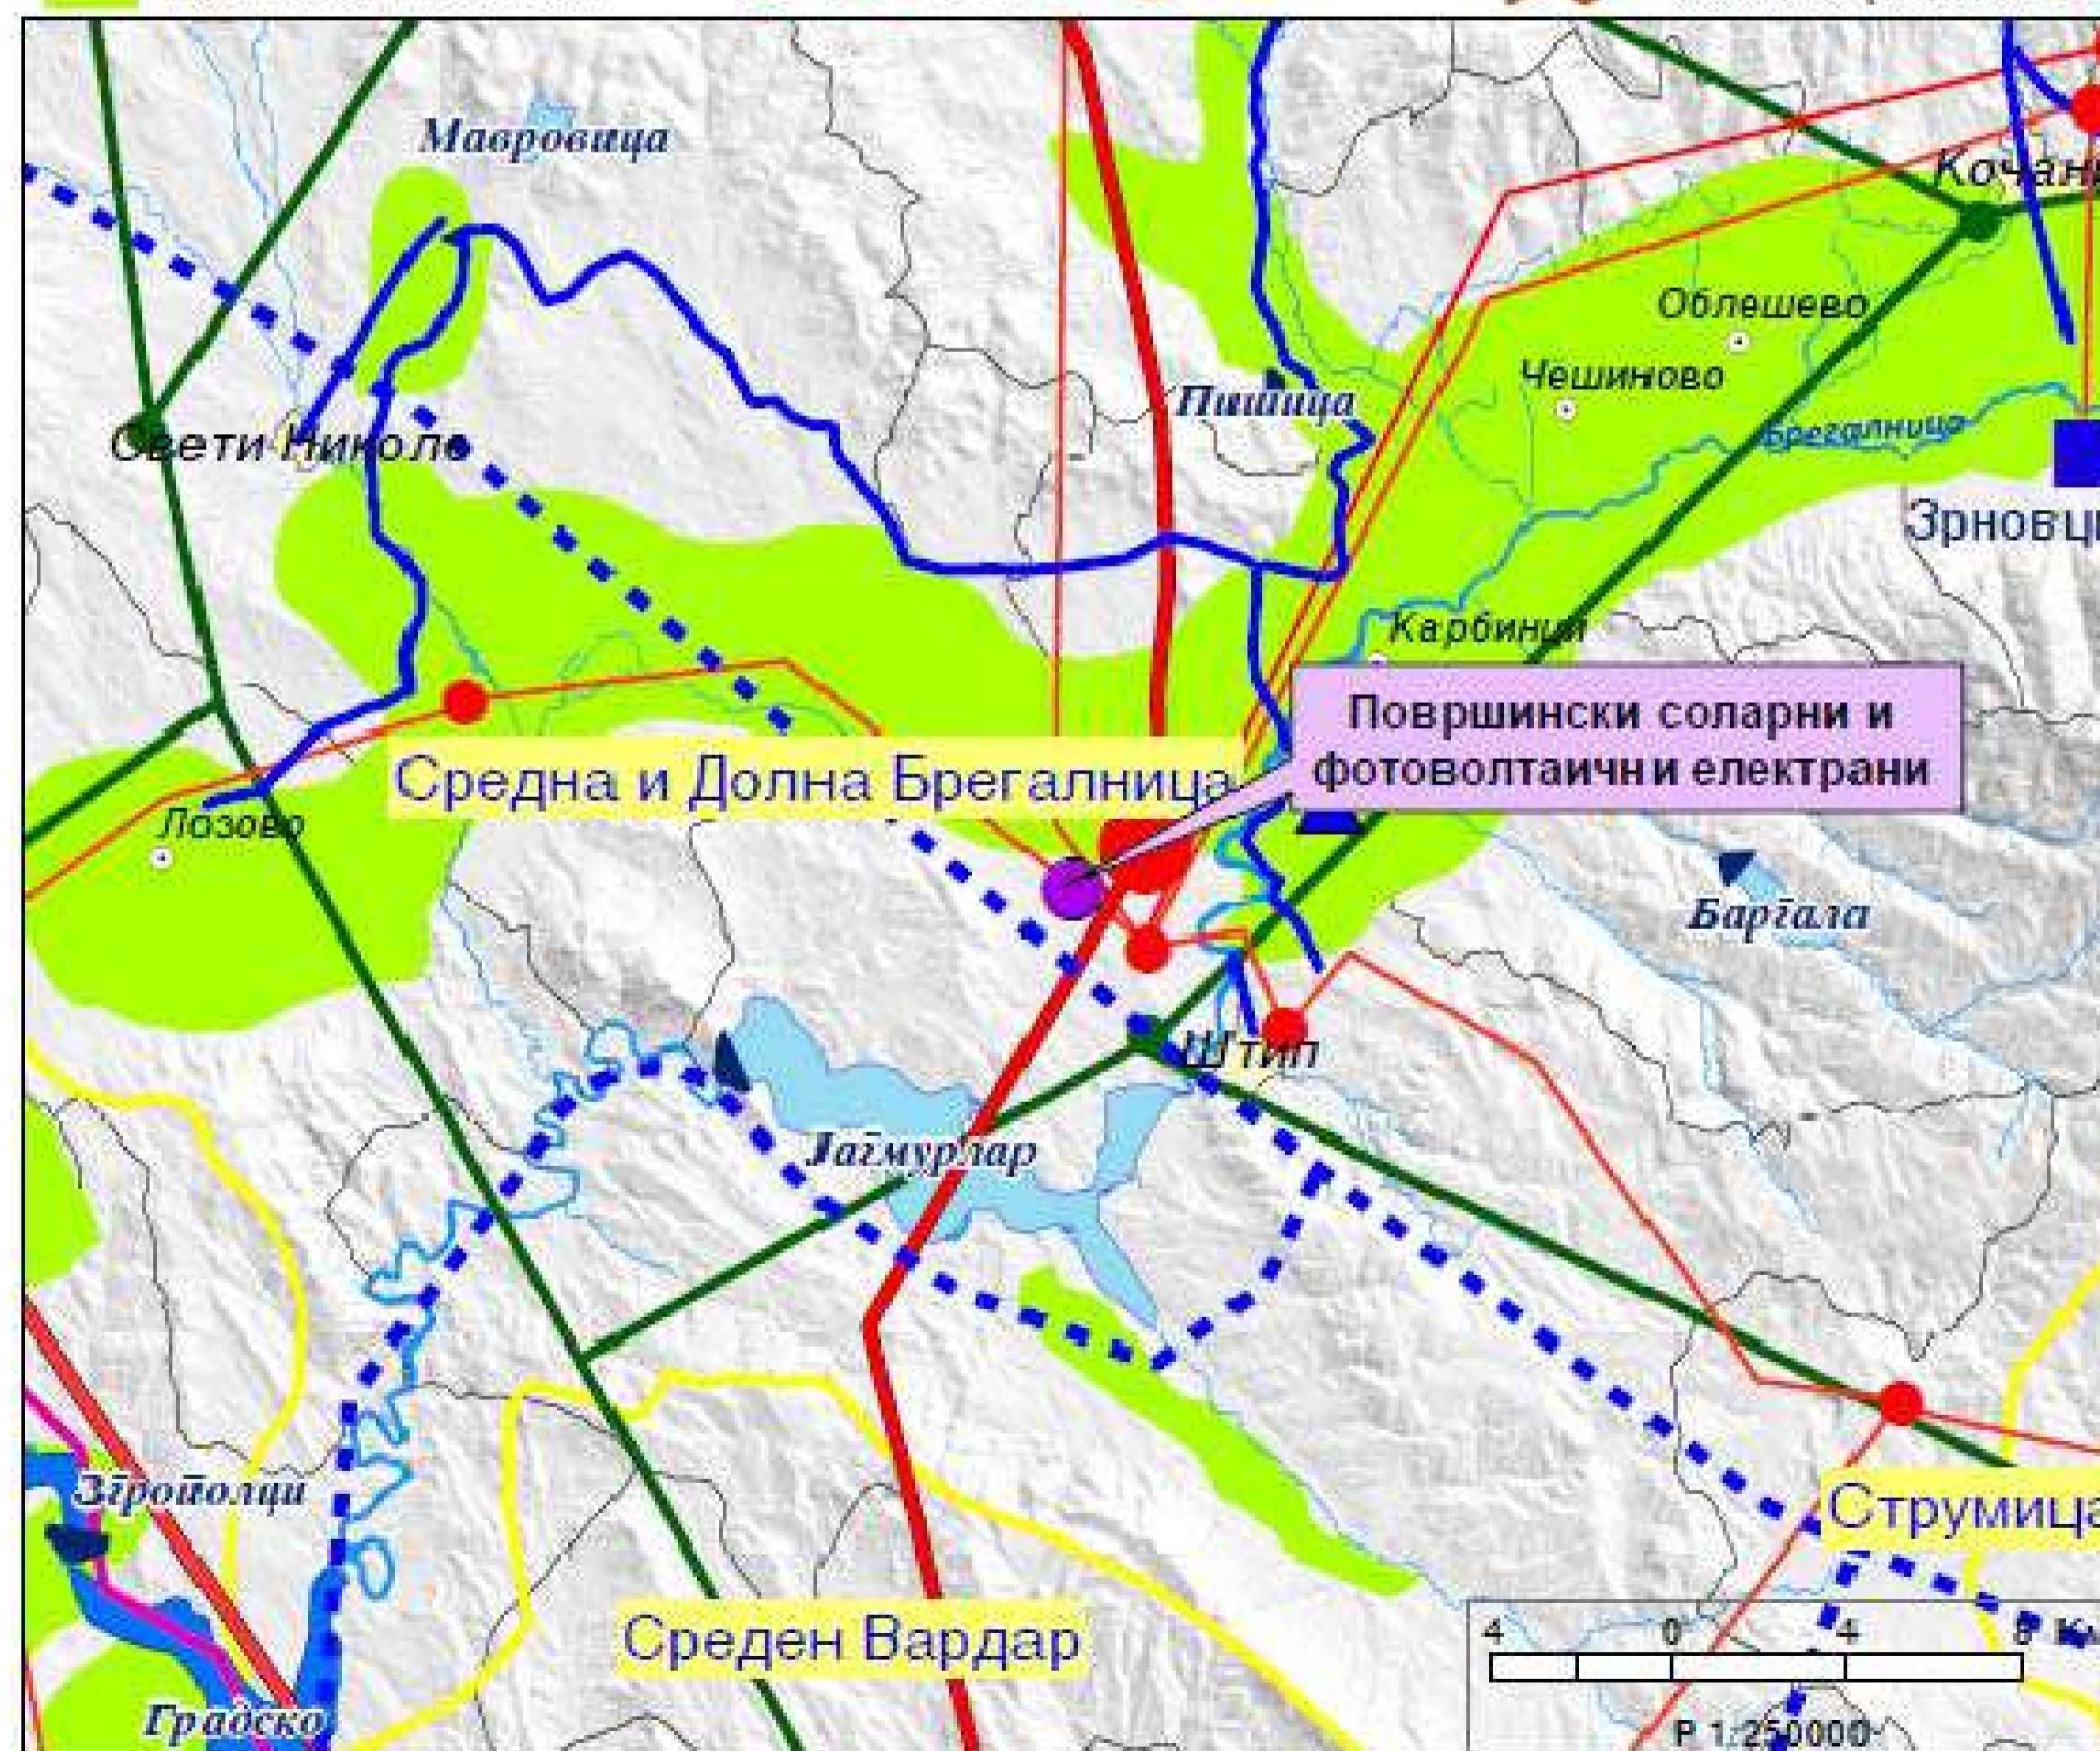 Мавровица
Кочани
Облешево
Чешиново
Пишица
Брегалница
Свети Николе
Зрновци
Карбинци
Површински соларни и
фотоволтаични електрани
Средна и Долна Брегалница
Лозово
Баргала
Штип
Јагмурлар
Згрополци
Струмица
Среден Вардар
4 0 4 8
Градско
Р 1:250000